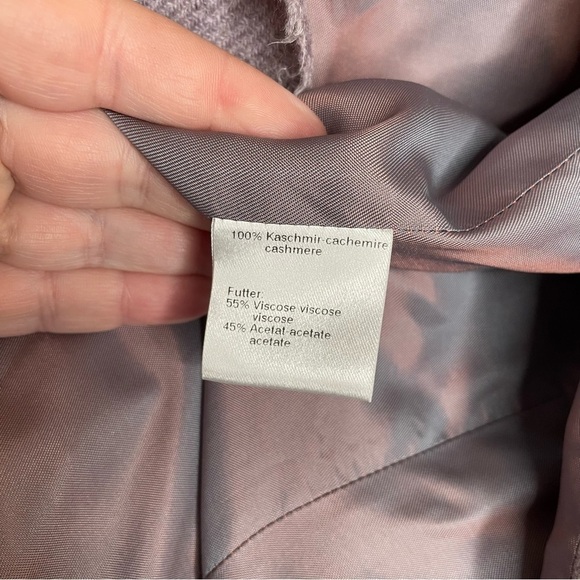 100% Kaschmir-cachemire
cashmere
Futter:
55% Viscose viscose
viscose
45% Acetat-acetate
acetate